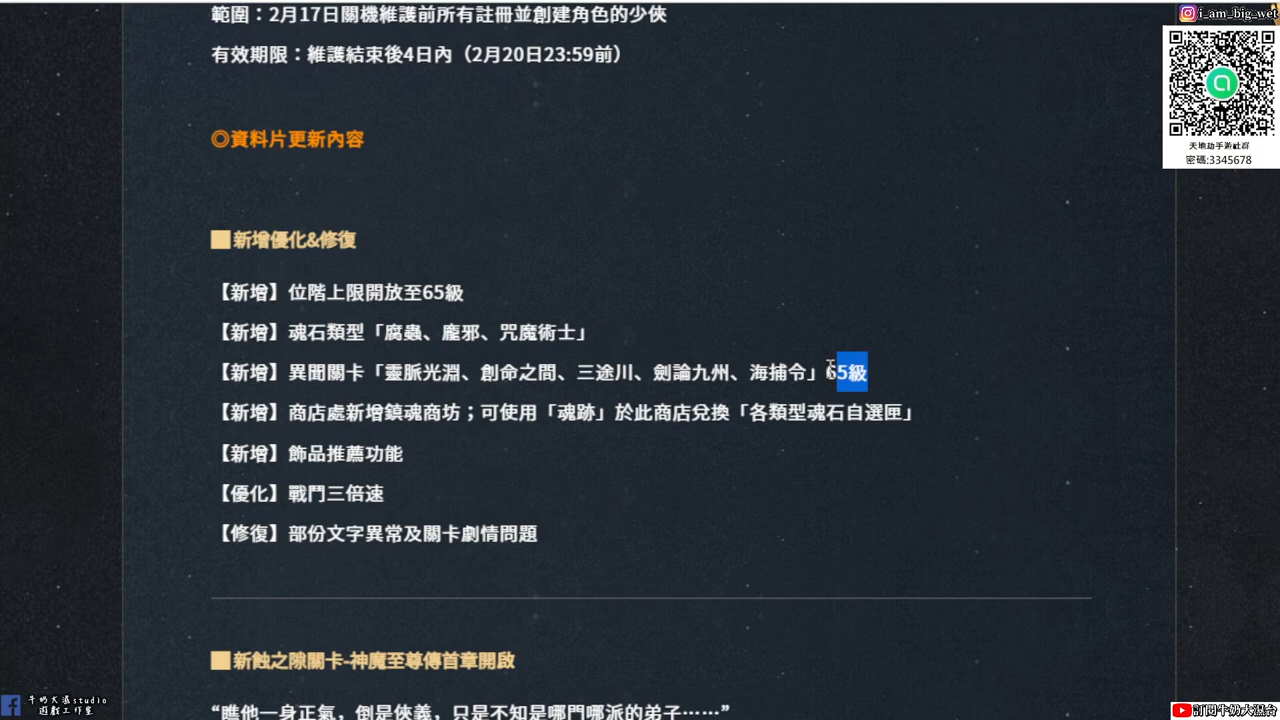 範圍：2月17日關機維護前所有註冊並創建角色的少俠
有效期限：維護結束後4日內（2月20日23:59前）
◎資料片更新內容
■新增優化&修復
【新增】位階上限開放至65級
【新增】魂石類型「腐蟲、龐邪、咒魔術士」
【新增】異聞關卡「靈脈光淵、創命之問、三途川、劍論九州、海捕令」65級
【新增】商店處新增鎮魂商坊；可使用「魂跡」於此商店兌換「各類型魂石自選匣」
【新增】飾品推薦功能
【優化】戰鬥三倍速
【修復】部份文字異常及關卡劇情問題
■新蝕之隙關卡-神魔至尊傳首章開啟
“瞧他一身正氣，倒是俠義，只是不知是哪門哪派的弟子……”
i_am_big_wet
天地劫手遊社群
密碼:3345678
牛奶大濕studio
遊戲工作室
訂閱牛奶大濕奇